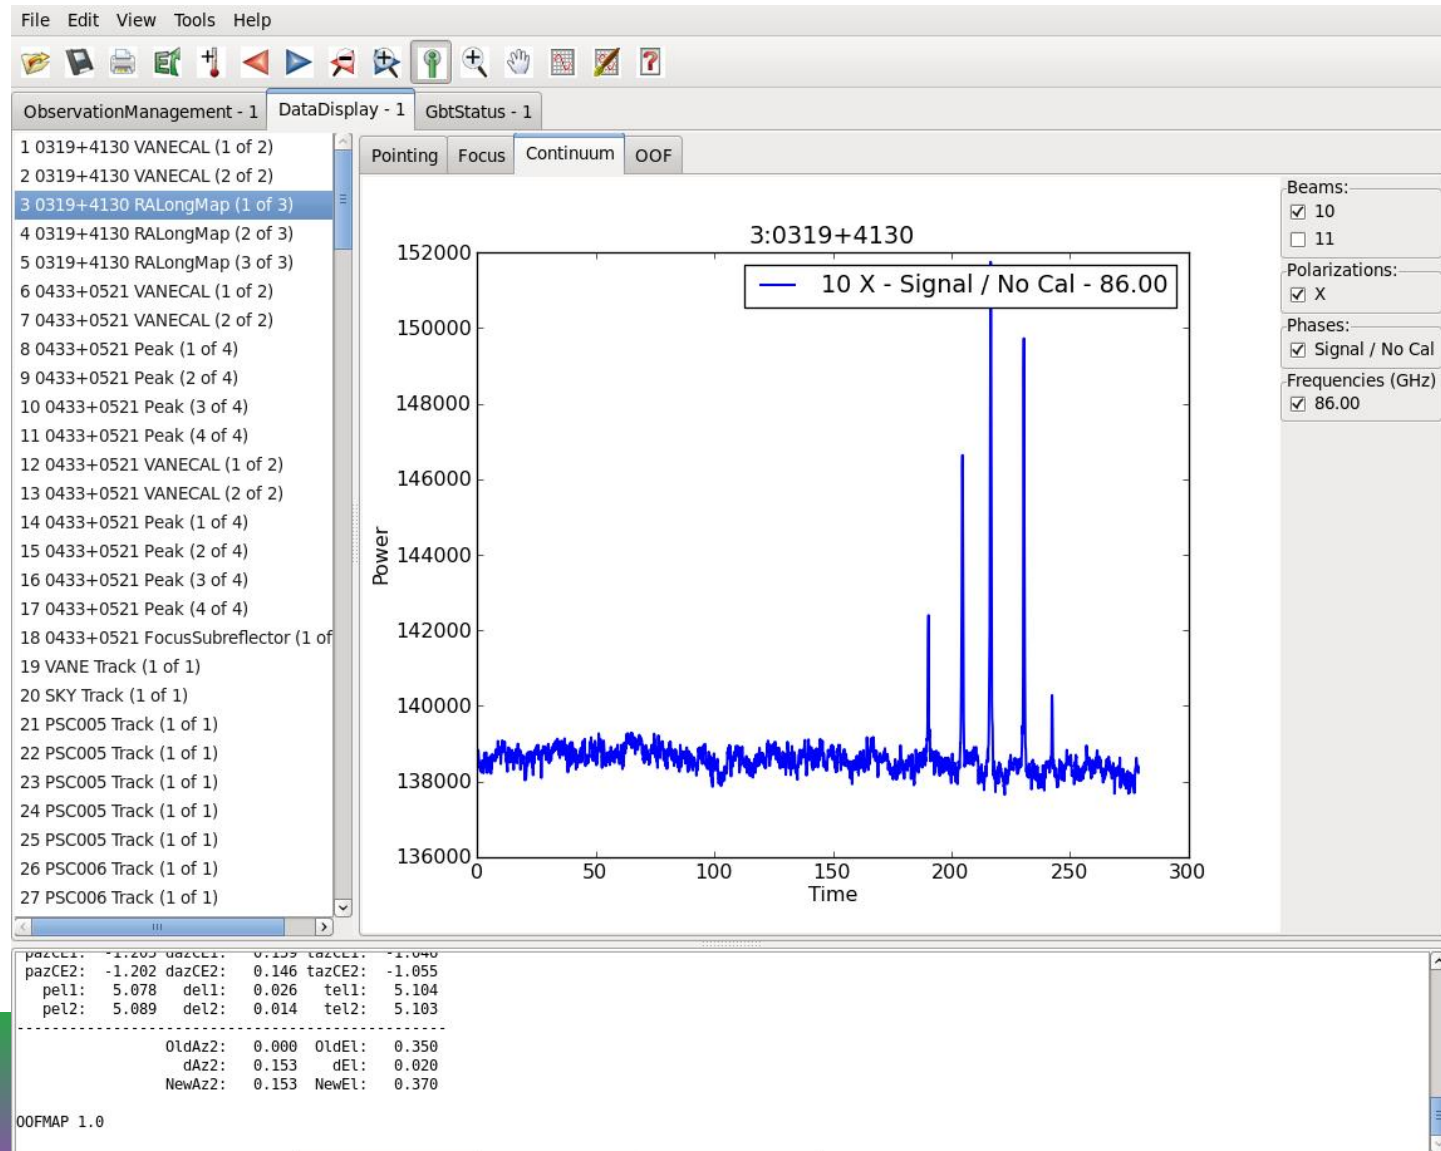 File Edit View Tools Help
ObservationManagement - 1 DataDisplay - 1 GbtStatus - 1
1 0319+4130 VANECAL (1 of 2)
2 0319+4130 VANECAL (2 of 2)
3 0319+4130 RALongMap (1 of 3)
4 0319+4130 RALongMap (2 of 3)
5 0319+4130 RALongMap (3 of 3)
6 0433+0521 VANECAL (1 of 2)
7 0433+0521 VANECAL (2 of 2)
8 0433+0521 Peak (1 of 4)
9 0433+0521 Peak (2 of 4)
10 0433+0521 Peak (3 of 4)
11 0433+0521 Peak (4 of 4)
12 0433+0521 VANECAL (1 of 2)
13 0433+0521 VANECAL (2 of 2)
14 0433+0521 Peak (1 of 4)
15 0433+0521 Peak (2 of 4)
16 0433+0521 Peak (3 of 4)
17 0433+0521 Peak (4 of 4)
18 0433+0521 FocusSubreflector (1 of
19 VANE Track (1 of 1)
20 SKY Track (1 of 1)
21 PSC005 Track (1 of 1)
22 PSC005 Track (1 of 1)
23 PSC005 Track (1 of 1)
24 PSC005 Track (1 of 1)
25 PSC005 Track (1 of 1)
26 PSC006 Track (1 of 1)
27 PSC006 Track (1 of 1)
Pointing Focus Continuum OOF
3:0319+4130
10 X - Signal / No Cal - 86.00
152000
150000
148000
146000
144000
142000
140000
138000
136000
Power
0 50 100 150 200 250 300
Time
Beams:
10
11
Polarizations:
X
Phases:
Signal / No Cal
Frequencies (GHz)
86.00
pazCE1: -1.205 dazCE1: 0.159 tazCE1: -1.046
pazCE2: -1.202 dazCE2: 0.146 tazCE2: -1.055
pel1: 5.078 del1: 0.026 tel1: 5.104
pel2: 5.089 del2: 0.014 tel2: 5.103
------------------------------------------------
OldAz2: 0.000 OldEl: 0.350
dAz2: 0.153 dEl: 0.020
NewAz2: 0.153 NewEl: 0.370
OOFMAP 1.0